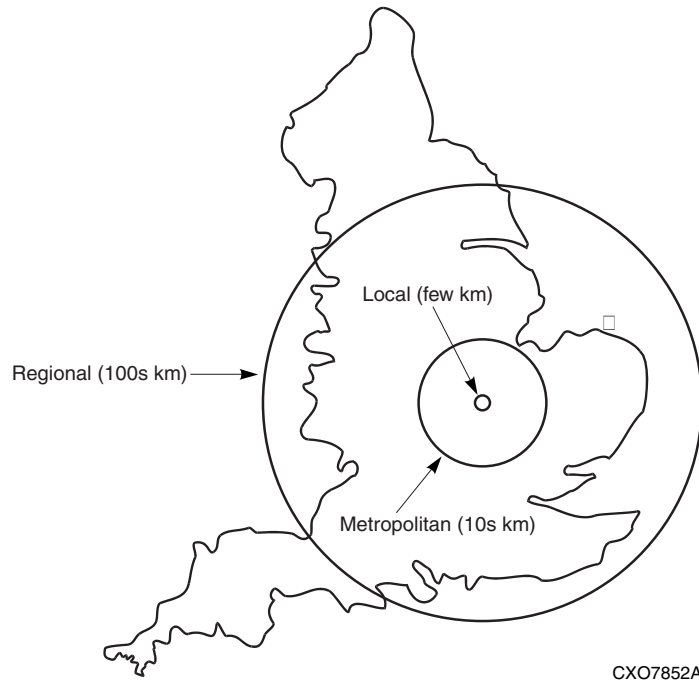 Local (few km)
Regional (100s km)
Metropolitan (10s km)
CXO7852A